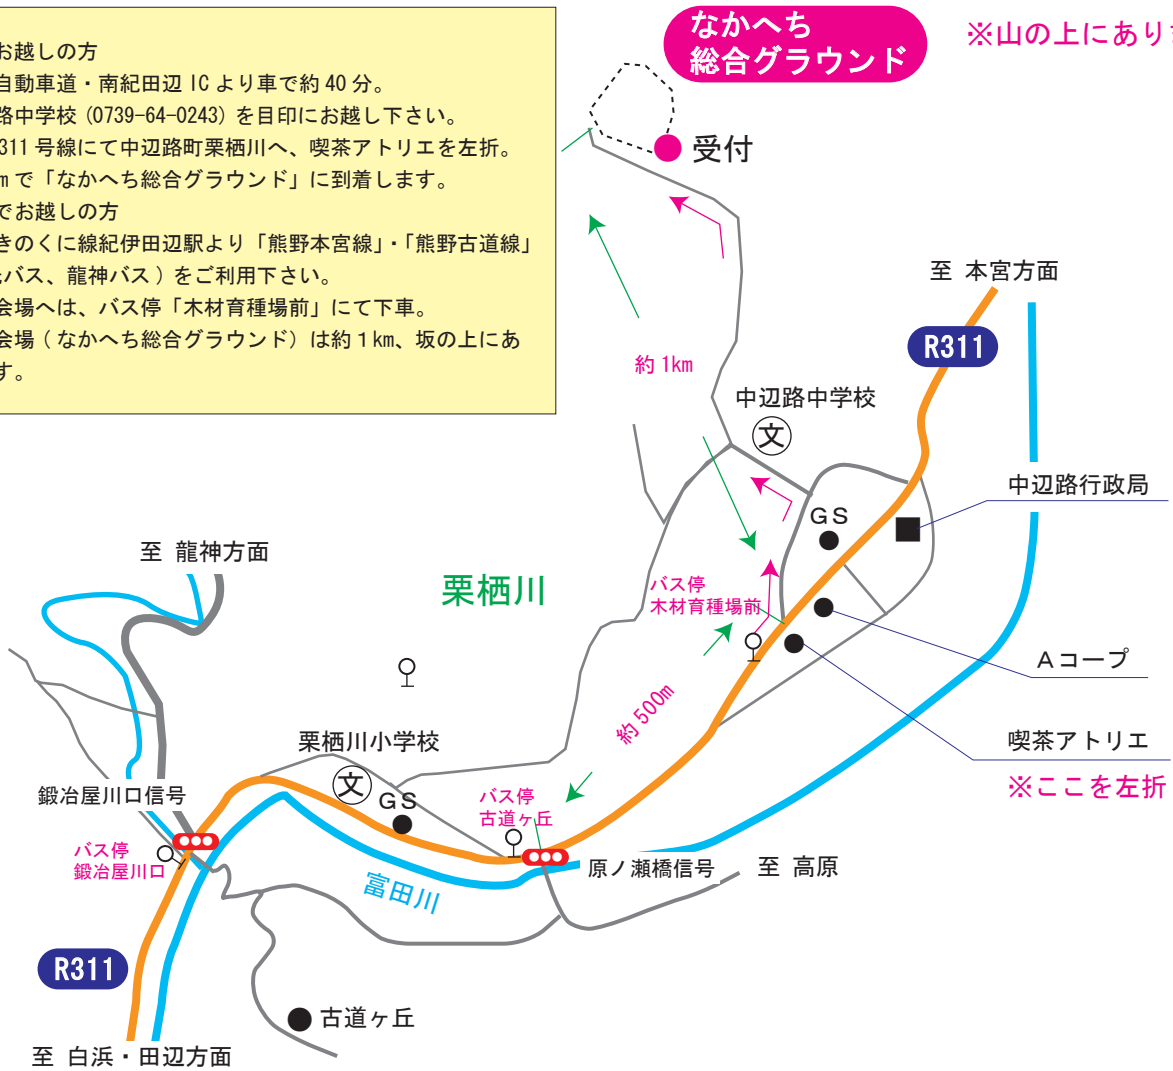 お越しの方
自動車道・南紀田辺 IC より車で約 40 分。
路中学校 (0739-64-0243) を目印にお越し下さい。
311 号線にて中辺路町栗栖川へ、喫茶アトリエを左折。
m で「なかへち総合グラウンド」に到着します。
でお越しの方
きのくに線紀伊田辺駅より「熊野本宮線」・「熊野古道線」
バス、龍神バス ) をご利用下さい。
会場へは、バス停「木材育種場前」にて下車。
会場 ( なかへち総合グラウンド) は約 1 km、坂の上にあ
す。
なかへち
総合グラウンド
※山の上にあり
受付
至 本宮方面
R311
約 1km
中辺路中学校
文
中辺路行政局
GS
至 龍神方面
栗栖川
バス停
木材育種場前
Aコープ
約 500m
栗栖川小学校
文
GS
喫茶アトリエ
※ここを左折
鍛冶屋川口信号
バス停
古道ヶ丘
バス停
鍛冶屋川口
原ノ瀬橋信号
至 高原
富田川
R311
古道ヶ丘
至 白浜・田辺方面